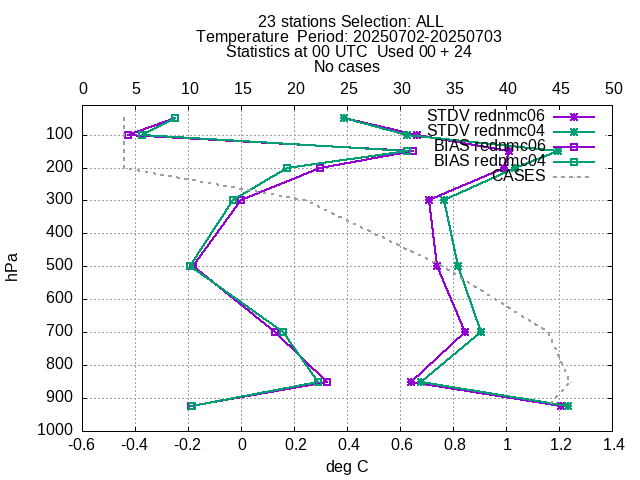 23 stations Selection: ALL
Temperature  Period: 20250702-20250703
Statistics at 00 UTC  Used 00 + 24
No cases
0 5 10 15 20 25 30 35 40 45 50
STDV rednmc06
STDV rednmc04
BIAS rednmc06
BIAS rednmc04
CASES
100
200
300
400
500
600
700
800
900
1000
hPa
-0.6 -0.4 -0.2 0 0.2 0.4 0.6 0.8 1 1.2 1.4
deg C